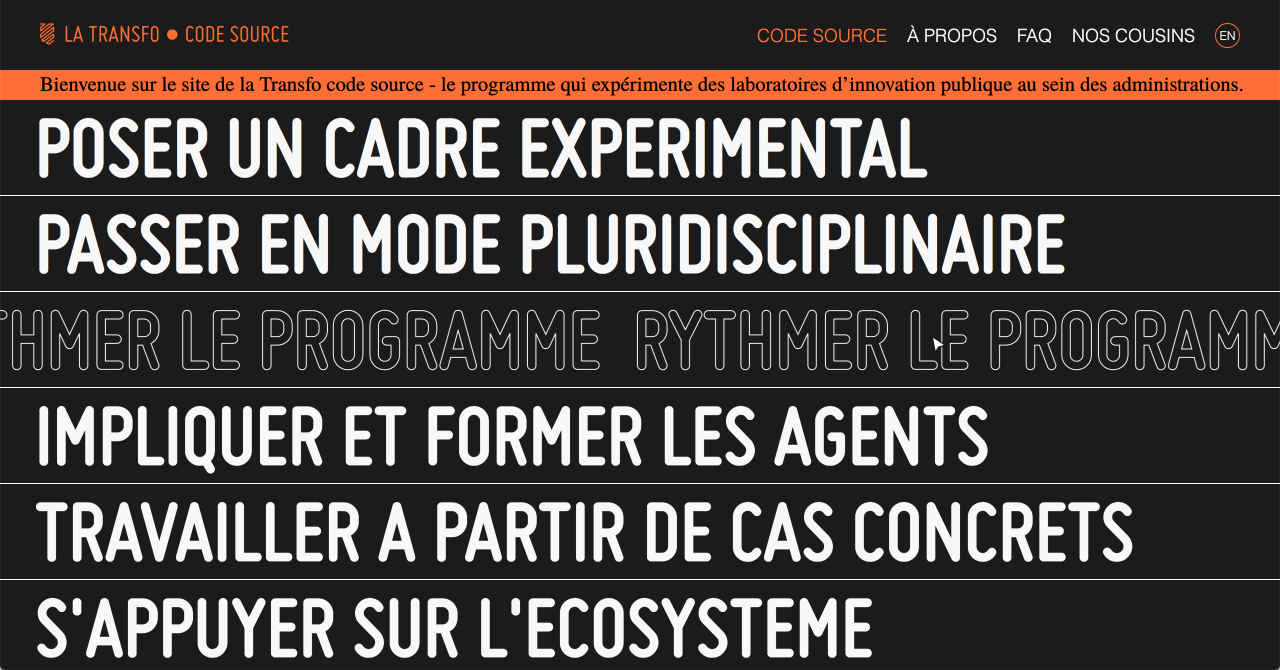 LA TRANSFO ● CODE SOURCE
CODE SOURCE À PROPOS FAQ NOS COUSINS EN
Bienvenue sur le site de la Transfo code source - le programme qui expérimente des laboratoires d’innovation publique au sein des administrations.
POSER UN CADRE EXPERIMENTAL
PASSER EN MODE PLURIDISCIPLINAIRE
THMER LE PROGRAMME RYTHMER LE PROGRAMM
IMPLIQUER ET FORMER LES AGENTS
TRAVAILLER A PARTIR DE CAS CONCRETS
S'APPUYER SUR L'ECOSYSTEME